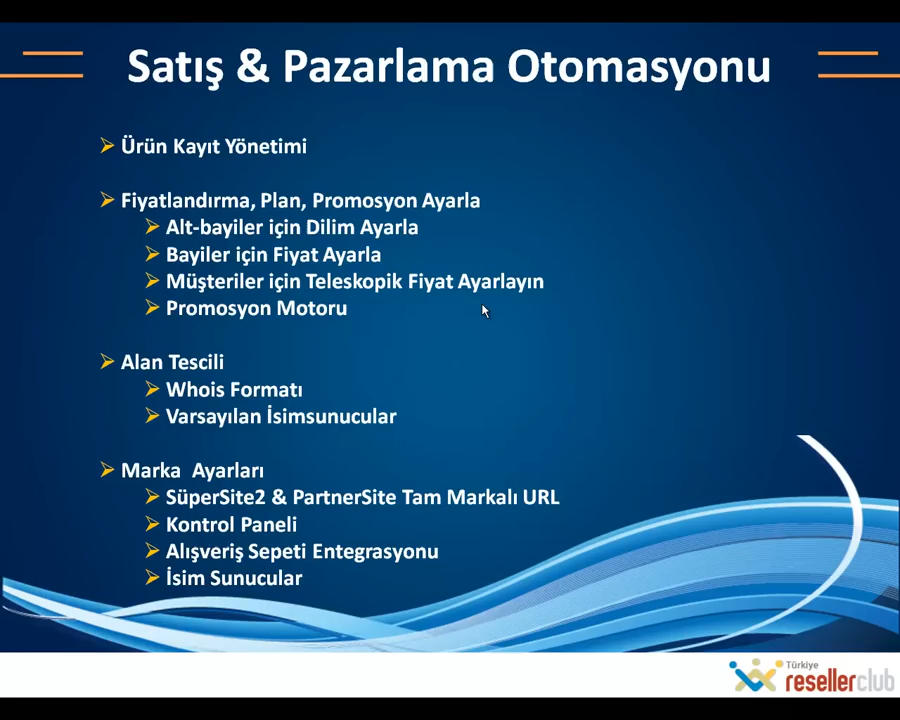 Satış & Pazarlama Otomasyonu
Ürün Kayıt Yönetimi
Fiyatlandırma, Plan, Promosyon Ayarla
Alt-bayiler için Dilim Ayarla
Bayiler için Fiyat Ayarla
Müşteriler için Teleskopik Fiyat Ayarlayın
Promosyon Motoru
Alan Tescili
Whois Formatı
Varsayılan İsimsunucular
Marka Ayarları
SüperSite2 & PartnerSite Tam Markalı URL
Kontrol Paneli
Alışveriş Sepeti Entegrasyonu
İsim Sunucular
Türkiye
resellerclub